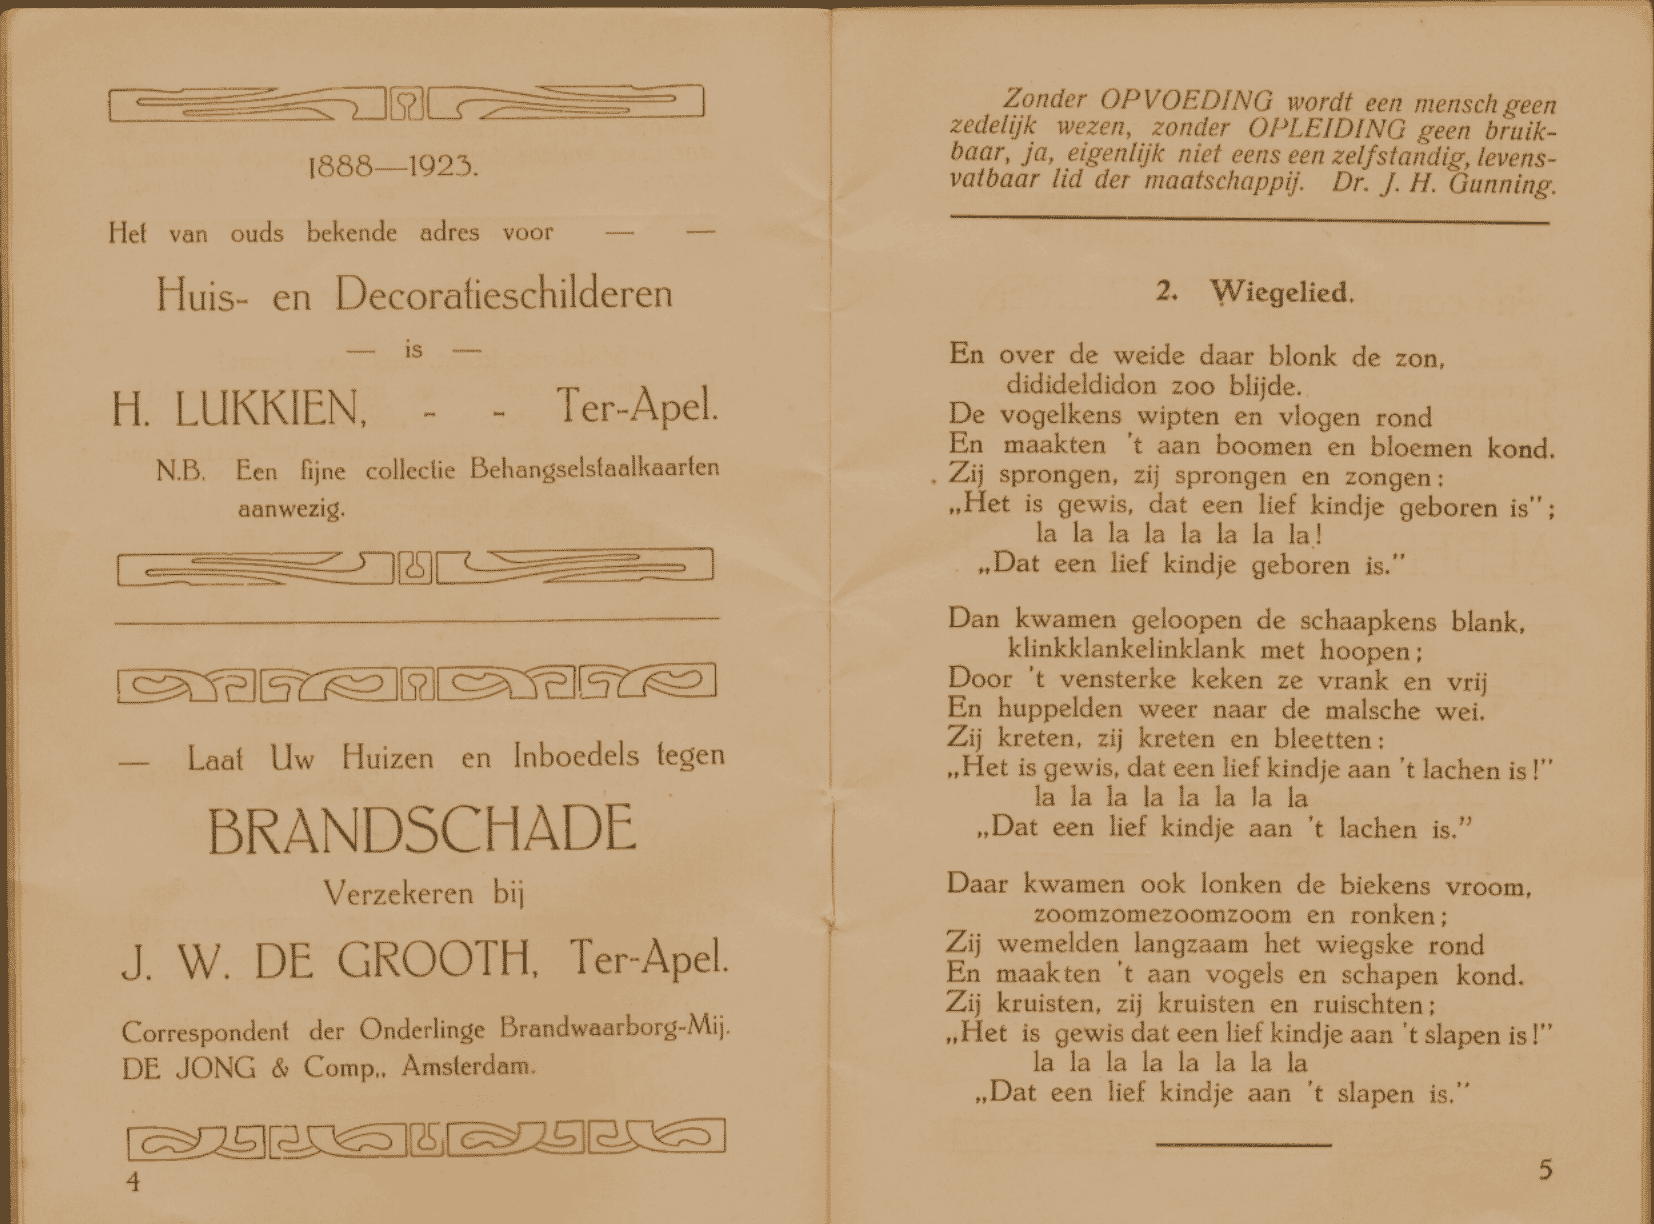 1888—1923.
Het van ouds bekende adres voor — —
Huis- en Decoratieschilderen
— is —
H. LUKKIEN, - - Ter-Apel.
N.B. Een fijne collectie Behangselstaalkaarten
aanwezig.
— Laat Uw Huizen en Inboedels tegen
BRANDSCHADE
Verzekeren bij
J. W. DE GROOTH, Ter-Apel.
Correspondent der Onderlinge Brandwaarborg-Mij.
DE JONG & Comp., Amsterdam.
4
Zonder OPVOEDING wordt een mensch geen
zedelijk wezen, zonder OPLEIDING geen bruik-
baar, ja, eigenlijk niet eens een zelfstandig, levens-
vatbaar lid der maatschappij. Dr. J. H. Gunning.
2. Wiegelied.
En over de weide daar blonk de zon,
didideldidon zoo blijde.
De vogelkens wipten en vlogen rond
En maakten 't aan boomen en bloemen kond.
Zij sprongen, zij sprongen en zongen:
„Het is gewis, dat een lief kindje geboren is";
la la la la la la la la!
„Dat een lief kindje geboren is."
Dan kwamen geloopen de schaapkens blank,
klinkklankelinklank met hoopen;
Door 't vensterke keken ze vrank en vrij
En huppelden weer naar de malsche wei.
Zij kreten, zij kreten en bleetten:
„Het is gewis, dat een lief kindje aan 't lachen is!"
la la la la la la la la
„Dat een lief kindje aan 't lachen is."
Daar kwamen ook lonken de biekens vroom,
zoomzomezoomzoom en ronken;
Zij wemelden langzaam het wiegske rond
En maakten 't aan vogels en schapen kond.
Zij kruisten, zij kruisten en ruischten;
„Het is gewis dat een lief kindje aan 't slapen is!"
la la la la la la la la
„Dat een lief kindje aan 't slapen is."
5